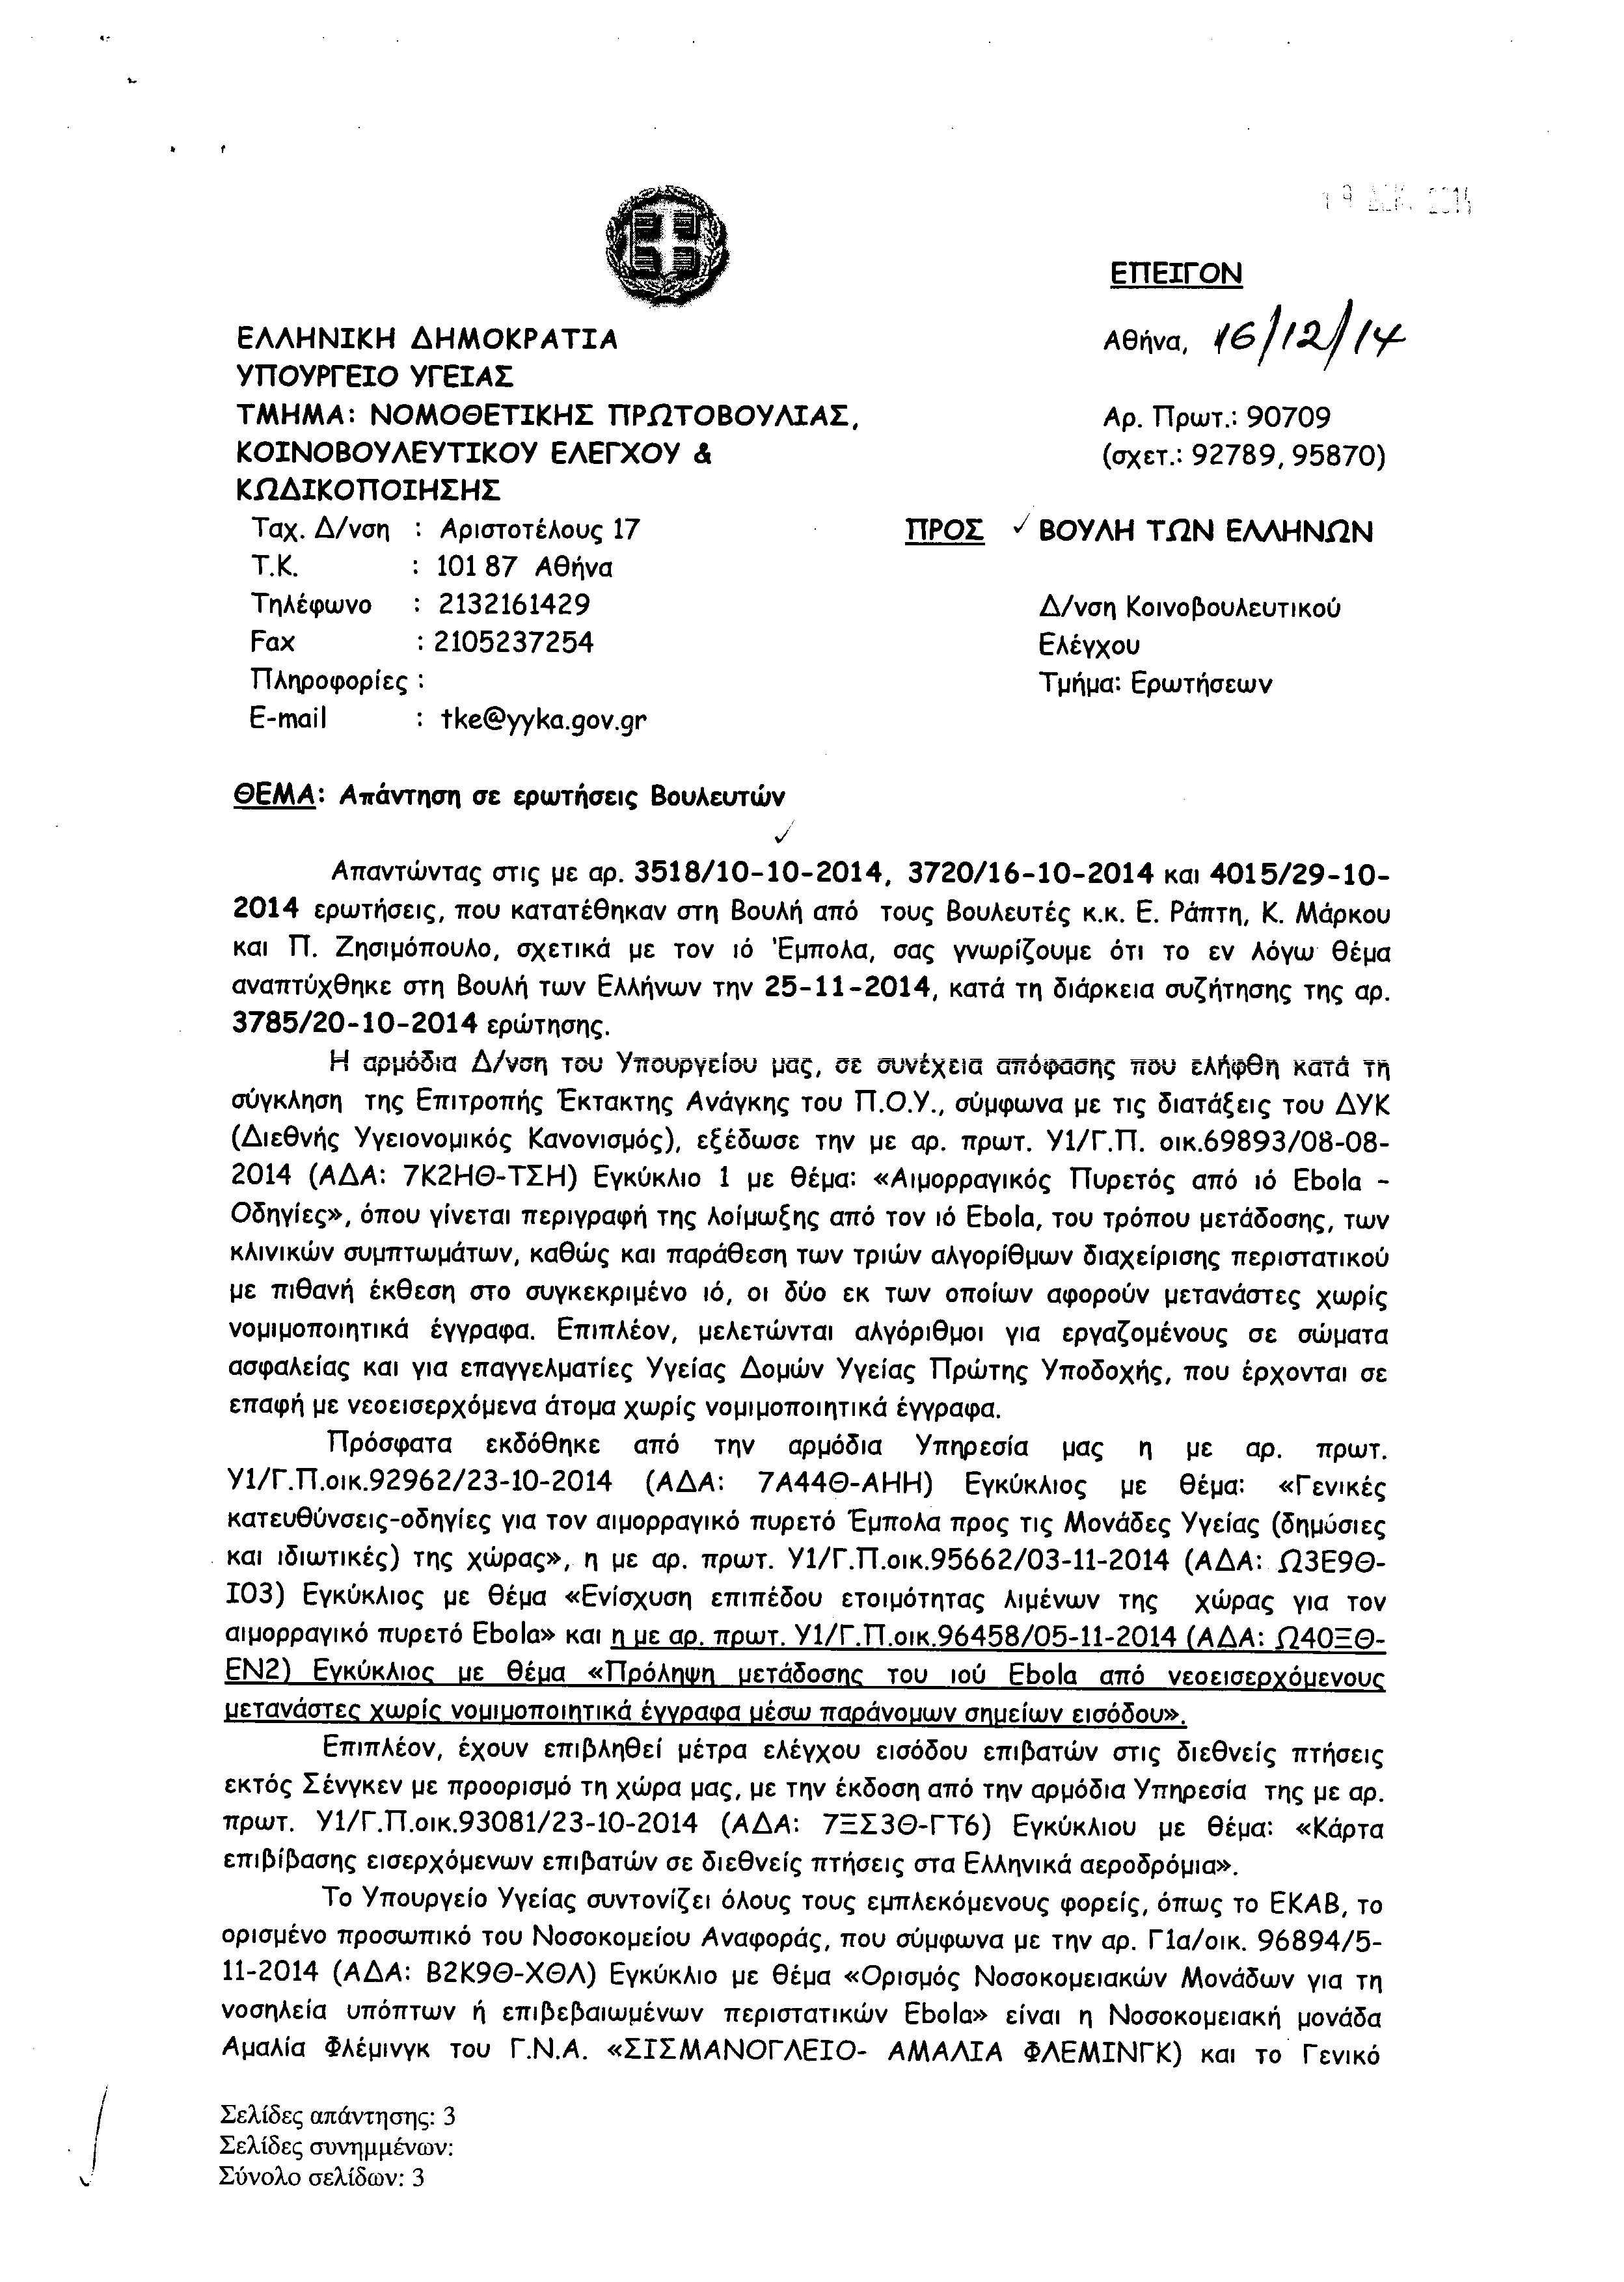 ΕΠΕΙΓΟΝ
ΕΛΛΗΝΙΚΗ ΔΗΜΟΚΡΑΤΙΑ
ΥΠΟΥΡΓΕΙΟ ΥΓΕΙΑΣ
ΤΜΗΜΑ: ΝΟΜΟΘΕΤΙΚΗΣ ΠΡΩΤΟΒΟΥΛΙΑΣ,
ΚΟΙΝΟΒΟΥΛΕΥΤΙΚΟΥ ΕΛΕΓΧΟΥ &
ΚΩΔΙΚΟΠΟΙΗΣΗΣ
Ταχ. Δ/νση : Αριστοτέλους 17
Τ.Κ. : 101 87 Αθήνα
Τηλέφωνο : 2132161429
Fax : 2105237254
Πληροφορίες :
E-mail : tke@yyka.gov.gr
Αθήνα, 16/12/14
Αρ. Πρωτ.: 90709
(σχετ.: 92789, 95870)
ΠΡΟΣ ✓ ΒΟΥΛΗ ΤΩΝ ΕΛΛΗΝΩΝ
Δ/νση Κοινοβουλευτικού
Ελέγχου
Τμήμα: Ερωτήσεων
ΘΕΜΑ: Απάντηση σε ερωτήσεις Βουλευτών
Απαντώντας στις με αρ. 3518/10-10-2014, 3720/16-10-2014 και 4015/29-10-
2014 ερωτήσεις, που κατατέθηκαν στη Βουλή από τους Βουλευτές κ.κ. Ε. Ράπτη, Κ. Μάρκου
και Π. Ζησιμόπουλο, σχετικά με τον ιό Έμπολα, σας γνωρίζουμε ότι το εν λόγω θέμα
αναπτύχθηκε στη Βουλή των Ελλήνων την 25-11-2014, κατά τη διάρκεια συζήτησης της αρ.
3785/20-10-2014 ερώτησης.
Η αρμόδια Δ/νση του Υπουργείου μας, σε συνέχεια απόφασης που ελήφθη κατά τη
σύγκληση της Επιτροπής Έκτακτης Ανάγκης του Π.Ο.Υ., σύμφωνα με τις διατάξεις του ΔΥΚ
(Διεθνής Υγειονομικός Κανονισμός), εξέδωσε την με αρ. πρωτ. Υ1/Γ.Π. οικ.69893/08-08-
2014 (ΑΔΑ: 7Κ2ΗΘ-ΤΣΗ) Εγκύκλιο 1 με θέμα: «Αιμορραγικός Πυρετός από ιό Ebola -
Οδηγίες», όπου γίνεται περιγραφή της λοίμωξης από τον ιό Ebola, του τρόπου μετάδοσης, των
κλινικών συμπτωμάτων, καθώς και παράθεση των τριών αλγορίθμων διαχείρισης περιστατικού
με πιθανή έκθεση στο συγκεκριμένο ιό, οι δύο εκ των οποίων αφορούν μετανάστες χωρίς
νομιμοποιητικά έγγραφα. Επιπλέον, μελετώνται αλγόριθμοι για εργαζομένους σε σώματα
ασφαλείας και για επαγγελματίες Υγείας Δομών Υγείας Πρώτης Υποδοχής, που έρχονται σε
επαφή με νεοεισερχόμενα άτομα χωρίς νομιμοποιητικά έγγραφα.
Πρόσφατα εκδόθηκε από την αρμόδια Υπηρεσία μας η με αρ. πρωτ.
Υ1/Γ.Π.οικ.92962/23-10-2014 (ΑΔΑ: 7Α44Θ-ΑΗΗ) Εγκύκλιος με θέμα: «Γενικές
κατευθύνσεις-οδηγίες για τον αιμορραγικό πυρετό Έμπολα προς τις Μονάδες Υγείας (δημόσιες
και ιδιωτικές) της χώρας», η με αρ. πρωτ. Υ1/Γ.Π.οικ.95662/03-11-2014 (ΑΔΑ: Ω3Ε9Θ-
ΙΟ3) Εγκύκλιος με θέμα «Ενίσχυση επιπέδου ετοιμότητας λιμένων της χώρας για τον
αιμορραγικό πυρετό Ebola» και η με αρ. πρωτ. Υ1/Γ.Π.οικ.96458/05-11-2014 (ΑΔΑ: Ω4ΟΞΘ-
ΕΝ2) Εγκύκλιος με θέμα «Πρόληψη μετάδοσης του ιού Ebola από νεοεισερχόμενους
μετανάστες χωρίς νομιμοποιητικά έγγραφα μέσω παράνομων σημείων εισόδου».
Επιπλέον, έχουν επιβληθεί μέτρα ελέγχου εισόδου επιβατών στις διεθνείς πτήσεις
εκτός Σένγκεν με προορισμό τη χώρα μας, με την έκδοση από την αρμόδια Υπηρεσία της με αρ.
πρωτ. Υ1/Γ.Π.οικ.93081/23-10-2014 (ΑΔΑ: 7ΞΣ3Θ-ΓΤ6) Εγκύκλιου με θέμα: «Κάρτα
επιβίβασης εισερχόμενων επιβατών σε διεθνείς πτήσεις στα Ελληνικά αεροδρόμια».
Το Υπουργείο Υγείας συντονίζει όλους τους εμπλεκόμενους φορείς, όπως το ΕΚΑΒ, το
ορισμένο προσωπικό του Νοσοκομείου Αναφοράς, που σύμφωνα με την αρ. Γ1α/οικ. 96894/5-
11-2014 (ΑΔΑ: Β2Κ9Θ-ΧΘΛ) Εγκύκλιο με θέμα «Ορισμός Νοσοκομειακών Μονάδων για τη
νοσηλεία υπόπτων ή επιβεβαιωμένων περιστατικών Ebola» είναι η Νοσοκομειακή μονάδα
Αμαλία Φλέμινγκ του Γ.Ν.Α. «ΣΙΣΜΑΝΟΓΛΕΙΟ- ΑΜΑΛΙΑ ΦΛΕΜΙΝΓΚ) και το Γενικό
Σελίδες απάντησης: 3
Σελίδες συνημμένων:
Σύνολο σελίδων: 3